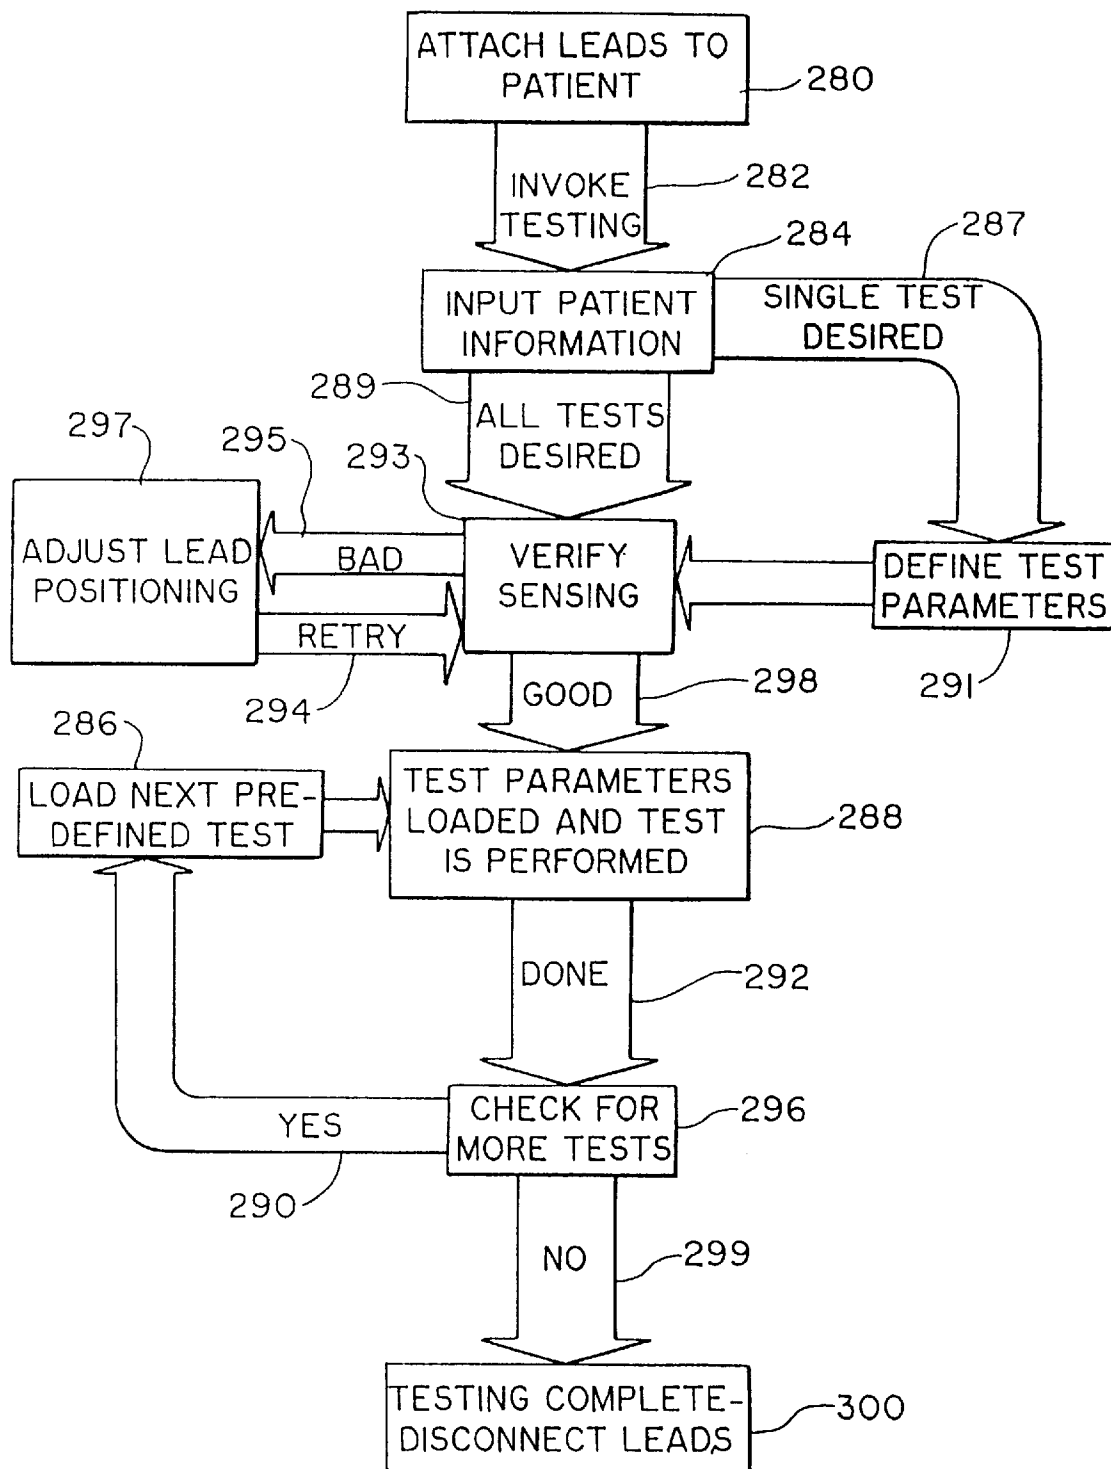 ATTACH LEADS TO
PATIENT
280
INVOKE
TESTING
282
284
287
INPUT PATIENT
INFORMATION
SINGLE TEST
DESIRED
289
ALL TESTS
DESIRED
297
295
293
ADJUST LEAD
POSITIONING
BAD
RETRY
VERIFY
SENSING
DEFINE TEST
PARAMETERS
294
291
GOOD
298
286
LOAD NEXT PRE-
DEFINED TEST
TEST PARAMETERS
LOADED AND TEST
IS PERFORMED
288
DONE
292
YES
290
CHECK FOR
MORE TESTS
296
NO
299
TESTING COMPLETE-
DISCONNECT LEADS
300